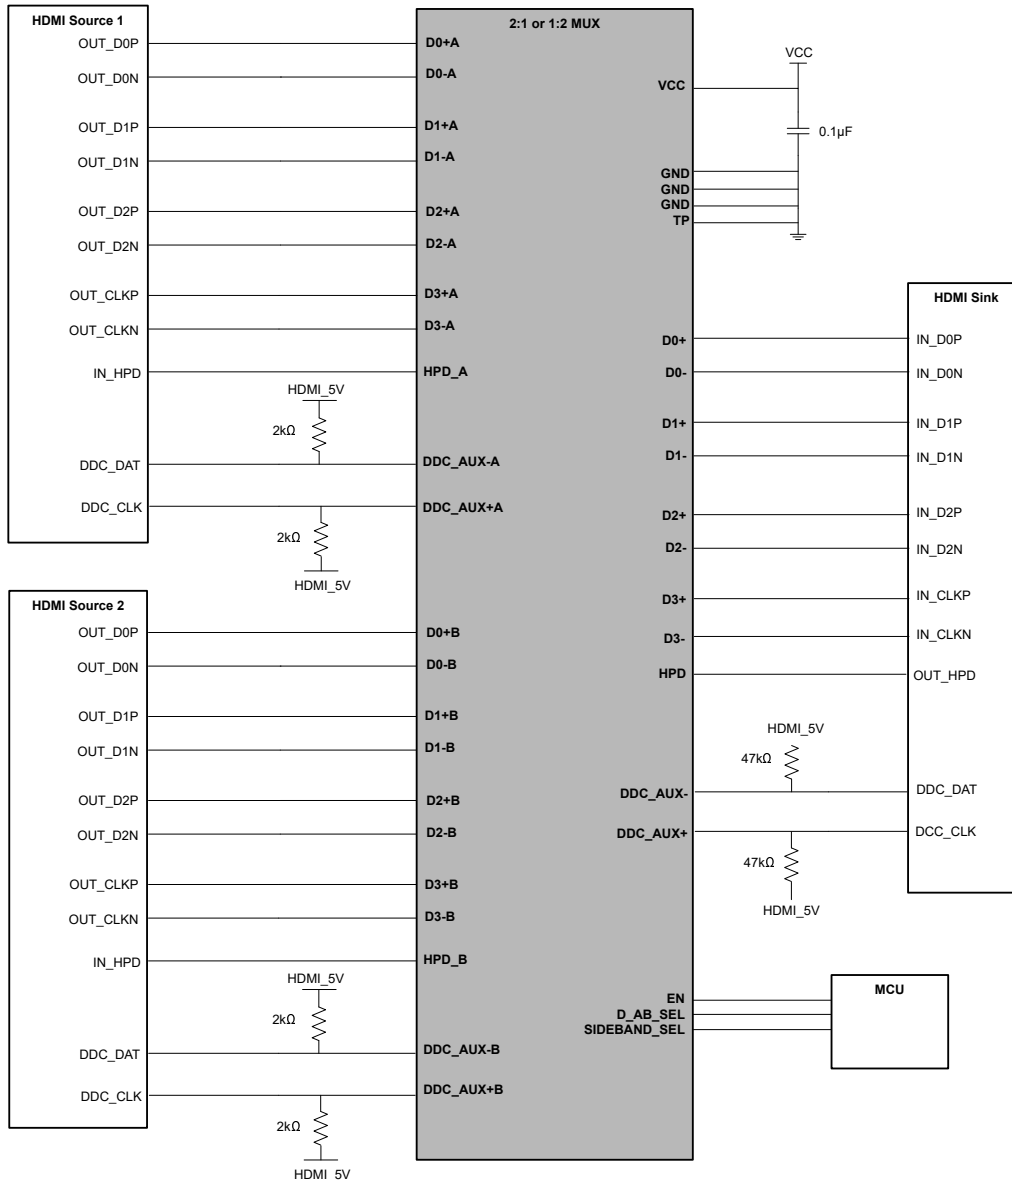 HDMI Source 1
OUT_D0P
OUT_D0N
OUT_D1P
OUT_D1N
OUT_D2P
OUT_D2N
OUT_CLKP
OUT_CLKN
IN_HPD
DDC_DAT
DDC_CLK
HDMI_5V
2kΩ
2kΩ
HDMI_5V
HDMI Source 2
OUT_D0P
OUT_D0N
OUT_D1P
OUT_D1N
OUT_D2P
OUT_D2N
OUT_CLKP
OUT_CLKN
IN_HPD
DDC_DAT
DDC_CLK
HDMI_5V
2kΩ
2kΩ
HDMI_5V
2:1 or 1:2 MUX
D0+A
D0-A
D1+A
D1-A
D2+A
D2-A
D3+A
D3-A
HPD_A
DDC_AUX-A
DDC_AUX+A
D0+B
D0-B
D1+B
D1-B
D2+B
D2-B
D3+B
D3-B
HPD_B
DDC_AUX-B
DDC_AUX+B
VCC
GND
GND
GND
TP
D0+
D0-
D1+
D1-
D2+
D2-
D3+
D3-
HPD
DDC_AUX-
DDC_AUX+
EN
D_AB_SEL
SIDEBAND_SEL
VCC
0.1µF
HDMI_5V
47kΩ
47kΩ
HDMI_5V
HDMI Sink
IN_D0P
IN_D0N
IN_D1P
IN_D1N
IN_D2P
IN_D2N
IN_CLKP
IN_CLKN
OUT_HPD
DDC_DAT
DCC_CLK
MCU